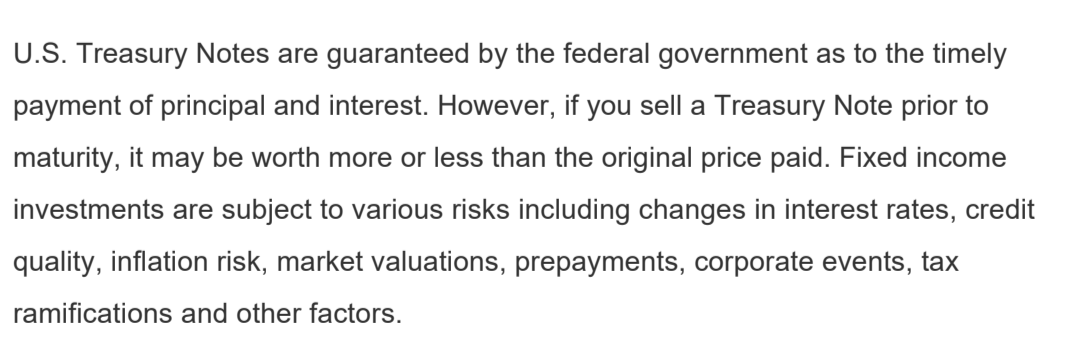 U.S. Treasury Notes are guaranteed by the federal government as to the timely
payment of principal and interest. However, if you sell a Treasury Note prior to
maturity, it may be worth more or less than the original price paid. Fixed income
investments are subject to various risks including changes in interest rates, credit
quality, inflation risk, market valuations, prepayments, corporate events, tax
ramifications and other factors.